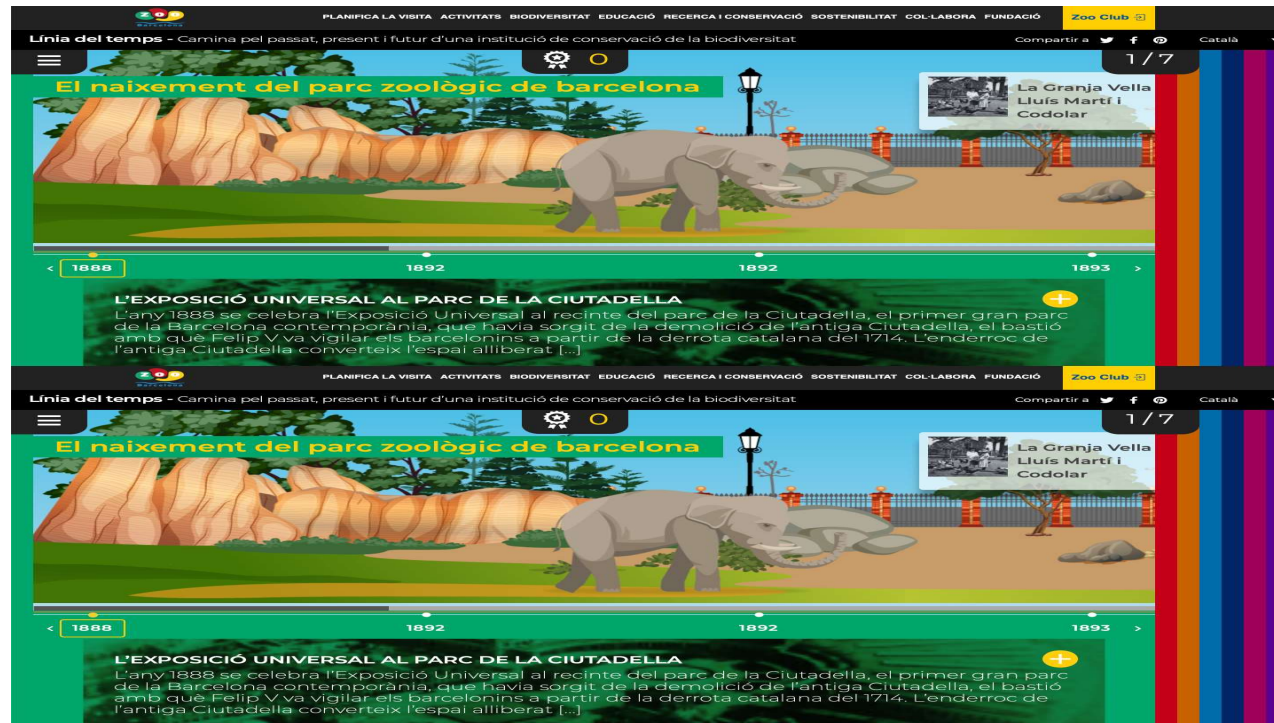 ZOO
Barcelona
PLANIFICA LA VISITA ACTIVITATS BIODIVERSITAT EDUCACIÓ RECERCA I CONSERVACIÓ SOSTENIBILITAT COL·LABORA FUNDACIÓ Zoo Club
Línia del temps - Camina pel passat, present i futur d'una institució de conservació de la biodiversitat Compartir a Català
0 1 / 7
El naixement del parc zoològic de barcelona
La Granja Vella
Lluís Martí i
Codolar
< 1888 1892 1892 1893 >
L'EXPOSICIÓ UNIVERSAL AL PARC DE LA CIUTADELLA
L'any 1888 se celebra l'Exposició Universal al recinte del parc de la Ciutadella, el primer gran parc
de la Barcelona contemporània, que havia sorgit de la demolició de l'antiga Ciutadella, el bastió
amb què Felip V va vigilar els barcelonins a partir de la derrota catalana del 1714. L'enderroc de
l'antiga Ciutadella converteix l'espai alliberat [...]
ZOO
Barcelona
PLANIFICA LA VISITA ACTIVITATS BIODIVERSITAT EDUCACIÓ RECERCA I CONSERVACIÓ SOSTENIBILITAT COL·LABORA FUNDACIÓ Zoo Club
Línia del temps - Camina pel passat, present i futur d'una institució de conservació de la biodiversitat Compartir a Català
0 1 / 7
El naixement del parc zoològic de barcelona
La Granja Vella
Lluís Martí i
Codolar
< 1888 1892 1892 1893 >
L'EXPOSICIÓ UNIVERSAL AL PARC DE LA CIUTADELLA
L'any 1888 se celebra l'Exposició Universal al recinte del parc de la Ciutadella, el primer gran parc
de la Barcelona contemporània, que havia sorgit de la demolició de l'antiga Ciutadella, el bastió
amb què Felip V va vigilar els barcelonins a partir de la derrota catalana del 1714. L'enderroc de
l'antiga Ciutadella converteix l'espai alliberat [...]